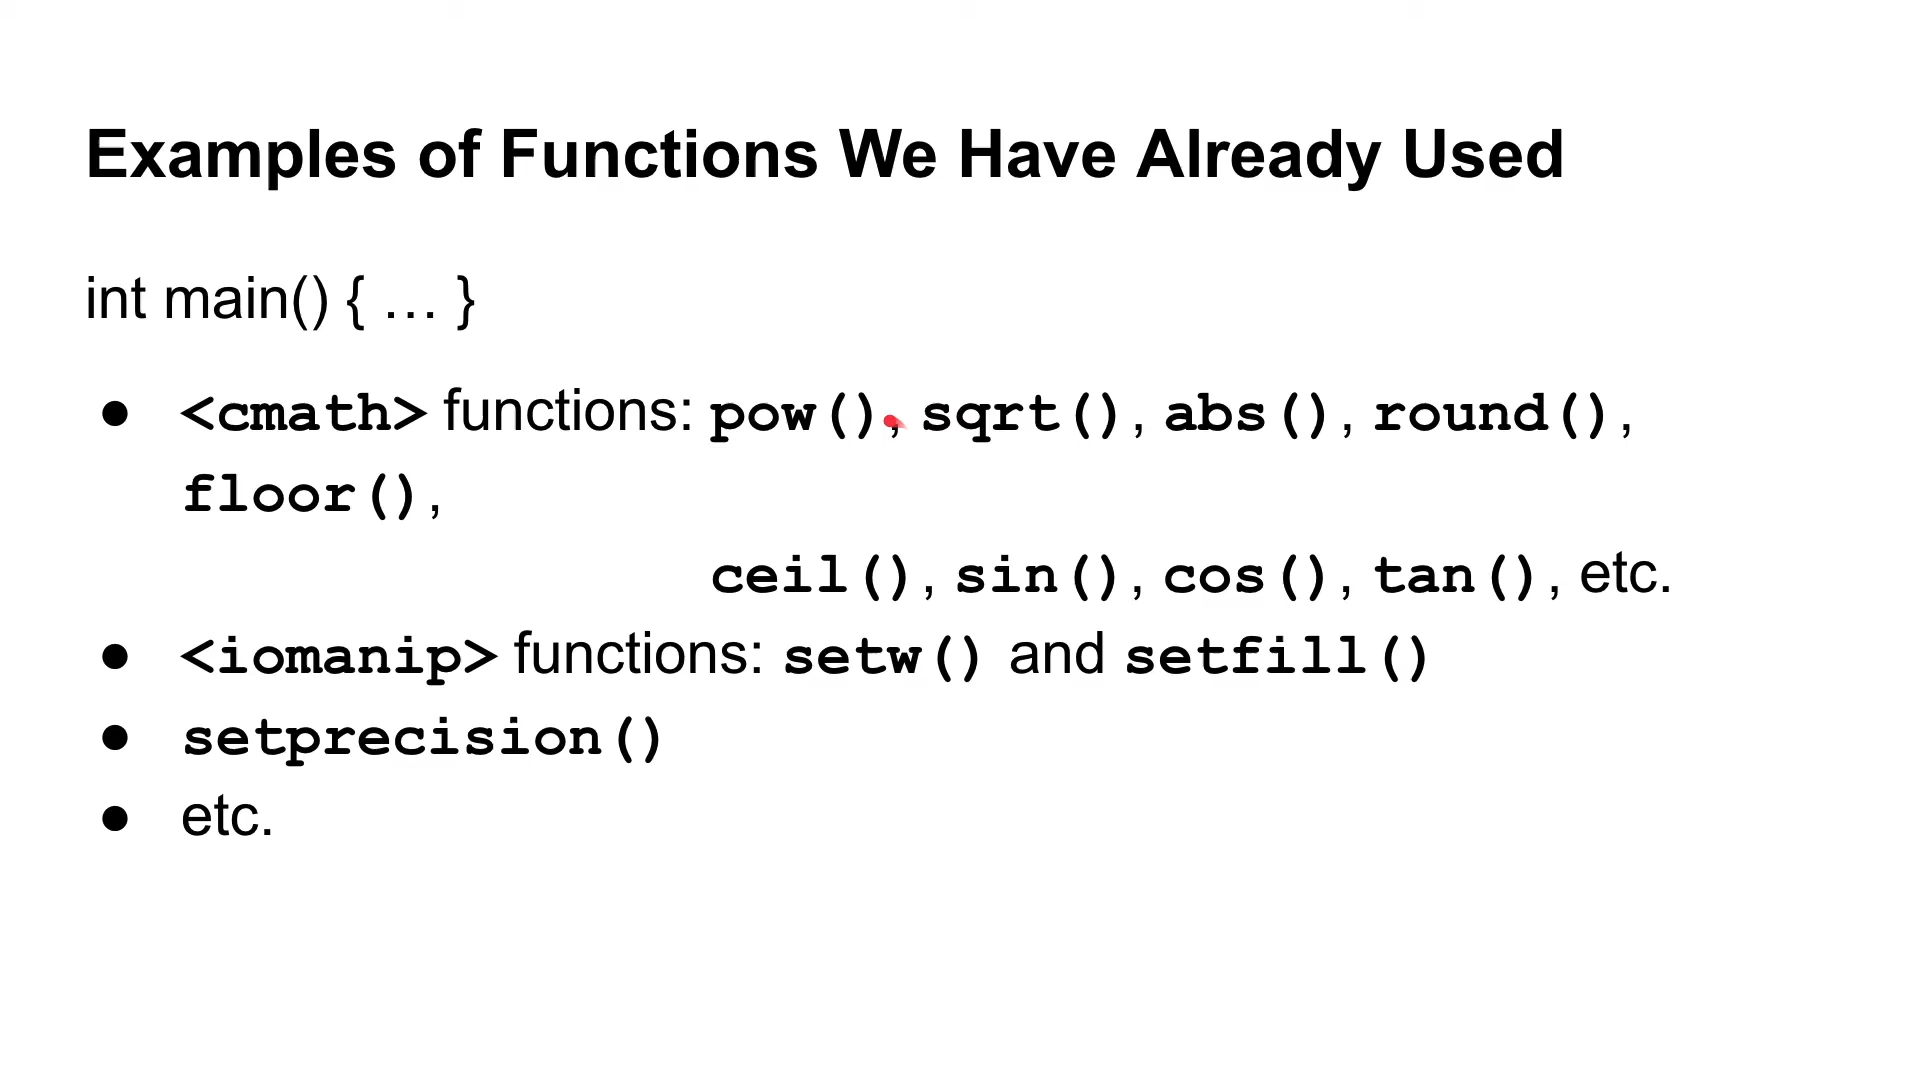 Examples of Functions We Have Already Used
int main() { … }
● <cmath> functions: pow(), sqrt(), abs(), round(),
floor(),
ceil(), sin(), cos(), tan(), etc.
● <iomanip> functions: setw() and setfill()
● setprecision()
● etc.